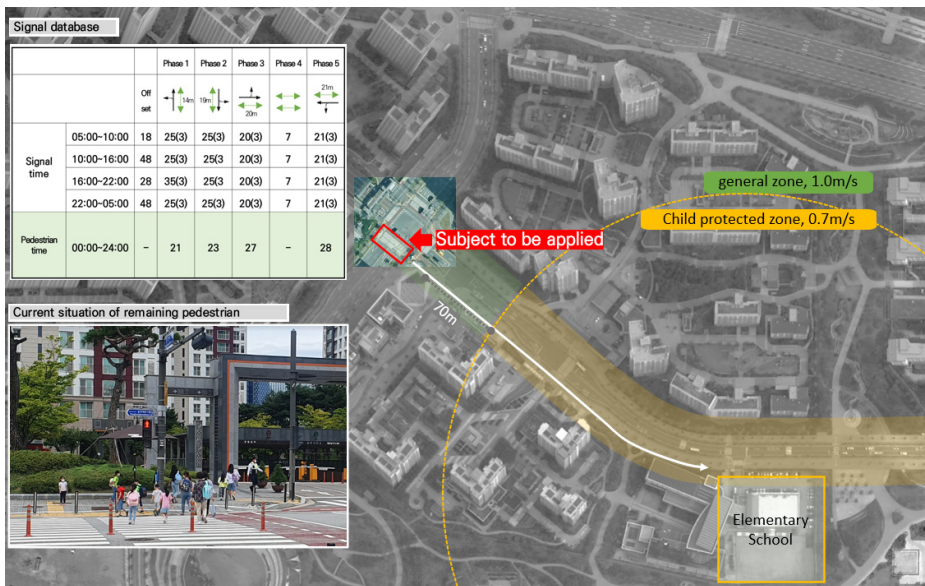 Signal database
Off set Phase 1 Phase 2 Phase 3 Phase 4 Phase 5
14m 19m 20m 21m
Signal time
05:00~10:00 18 25(3) 25(3) 20(3) 7 21(3)
10:00~16:00 48 25(3) 25(3 20(3) 7 21(3)
16:00~22:00 28 35(3) 25(3 20(3) 7 21(3)
22:00~05:00 48 25(3) 25(3) 20(3) 7 21(3)
Pedestrian time 00:00~24:00 – 21 23 27 – 28
general zone, 1.0m/s
Child protected zone, 0.7m/s
Subject to be applied
70m
Current situation of remaining pedestrian
Elementary
School